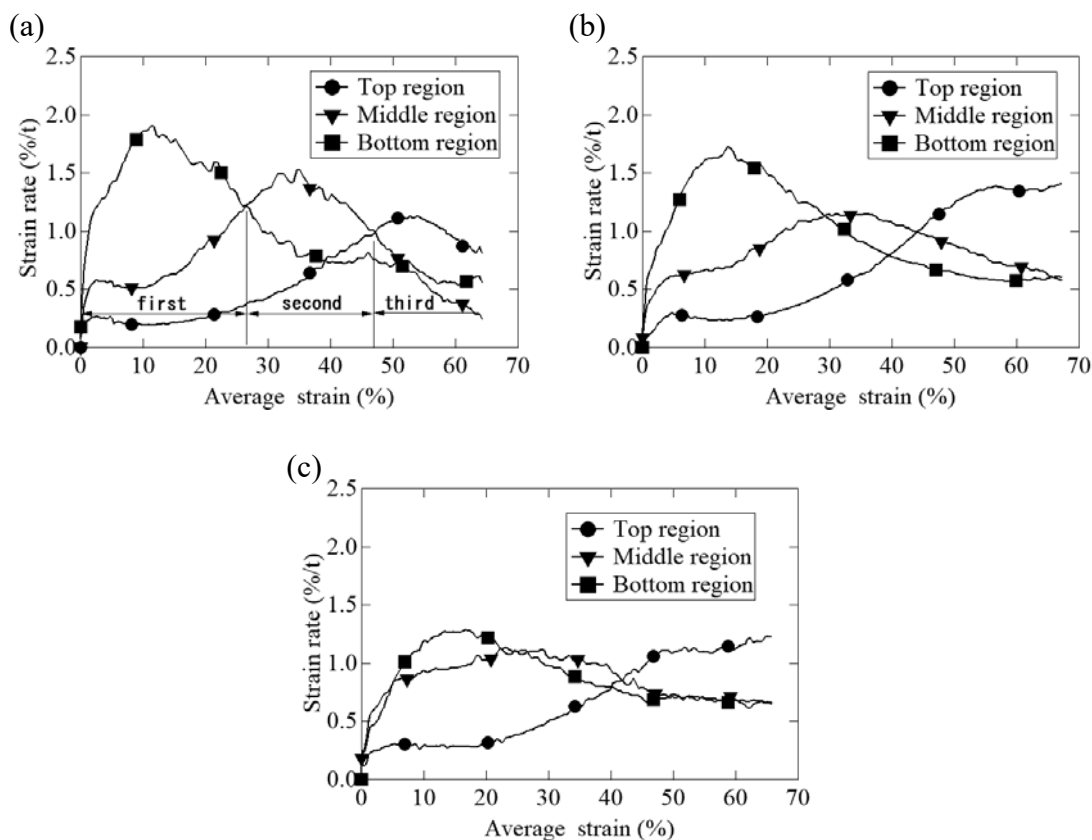 (a)
2.5
2.0
1.5
1.0
0.5
0.0
Strain rate (%/t)
Top region
Middle region
Bottom region
first
second
third
0 10 20 30 40 50 60 70
Average strain (%)
(b)
2.5
2.0
1.5
1.0
0.5
0.0
Strain rate (%/t)
Top region
Middle region
Bottom region
0 10 20 30 40 50 60 70
Average strain (%)
(c)
2.5
2.0
1.5
1.0
0.5
0.0
Strain rate (%/t)
Top region
Middle region
Bottom region
0 10 20 30 40 50 60 70
Average strain (%)